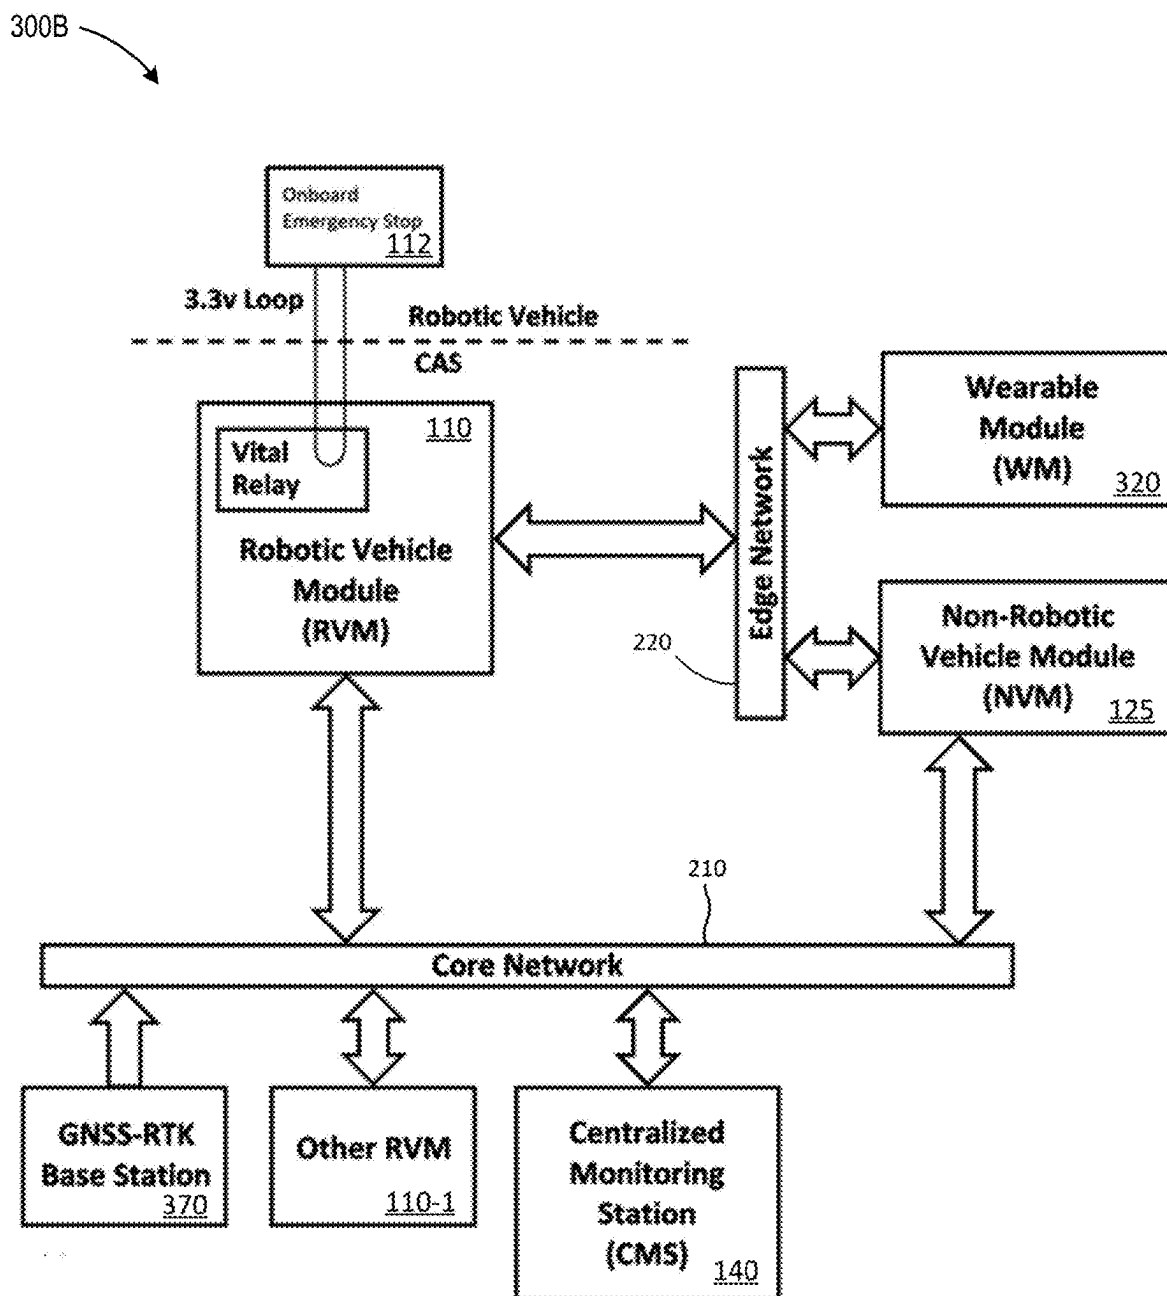 300B
Onboard
Emergency Stop
112
3.3v Loop
Robotic Vehicle
CAS
110
Vital
Relay
Robotic Vehicle
Module
(RVM)
Edge Network
220
Wearable
Module
(WM)
320
Non-Robotic
Vehicle Module
(NVM)
125
210
Core Network
GNSS-RTK
Base Station
370
Other RVM
110-1
Centralized
Monitoring
Station
(CMS)
140